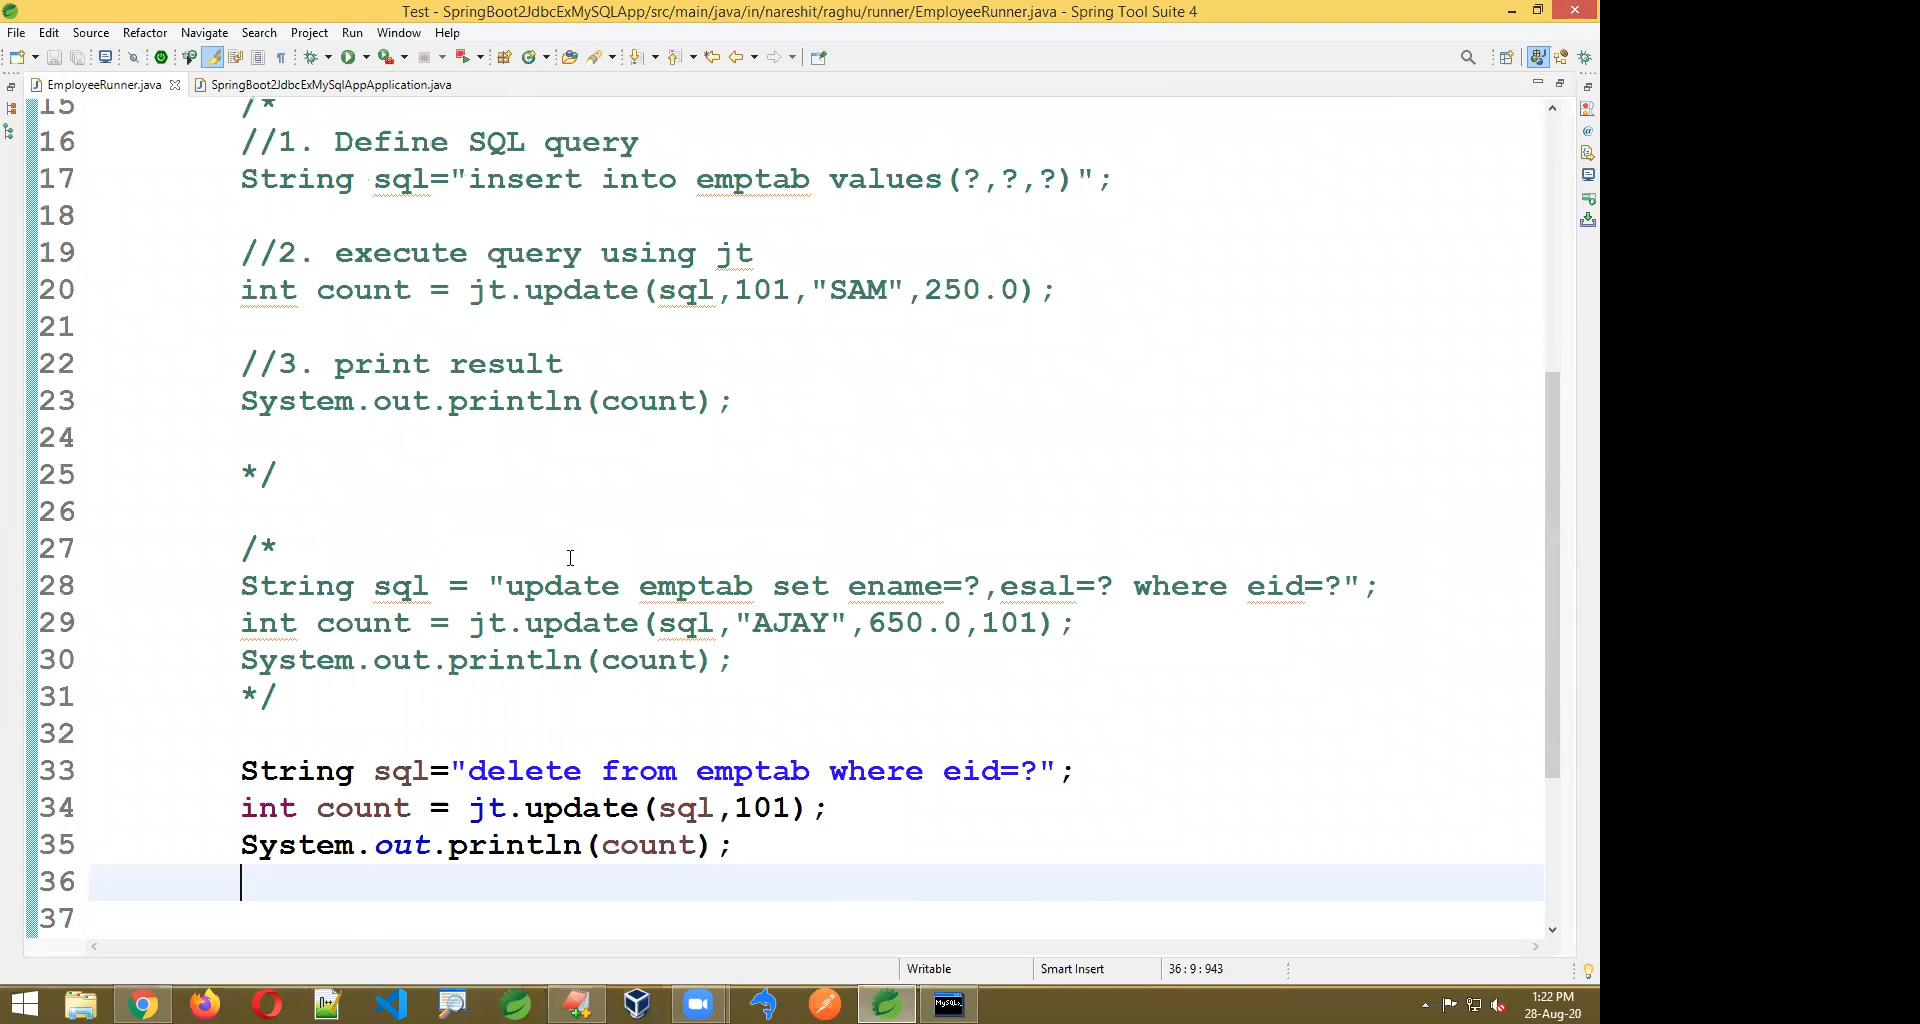 Test - SpringBoot2JdbcExMySQLApp/src/main/java/in/nareshit/raghu/runner/EmployeeRunner.java - Spring Tool Suite 4
File Edit Source Refactor Navigate Search Project Run Window Help
EmployeeRunner.java SpringBoot2JdbcExMySqlAppApplication.java
15 /*
16 //1. Define SQL query
17 String sql="insert into emptab values(?,?,?)";
18
19 //2. execute query using jt
20 int count = jt.update(sql,101,"SAM",250.0);
21
22 //3. print result
23 System.out.println(count);
24
25 */
26
27 /*
28 String sql = "update emptab set ename=?,esal=? where eid=?";
29 int count = jt.update(sql,"AJAY",650.0,101);
30 System.out.println(count);
31 */
32
33 String sql="delete from emptab where eid=?";
34 int count = jt.update(sql,101);
35 System.out.println(count);
36
37
Writable Smart Insert 36 : 9 : 943
1:22 PM
28-Aug-20